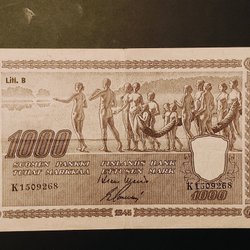 Litt. B
1000
SUOMEN PANKKI FINLANDS BANK
TUHAT MARKKAA TUSEN MARK
K1509268 K1509268
1945 1000